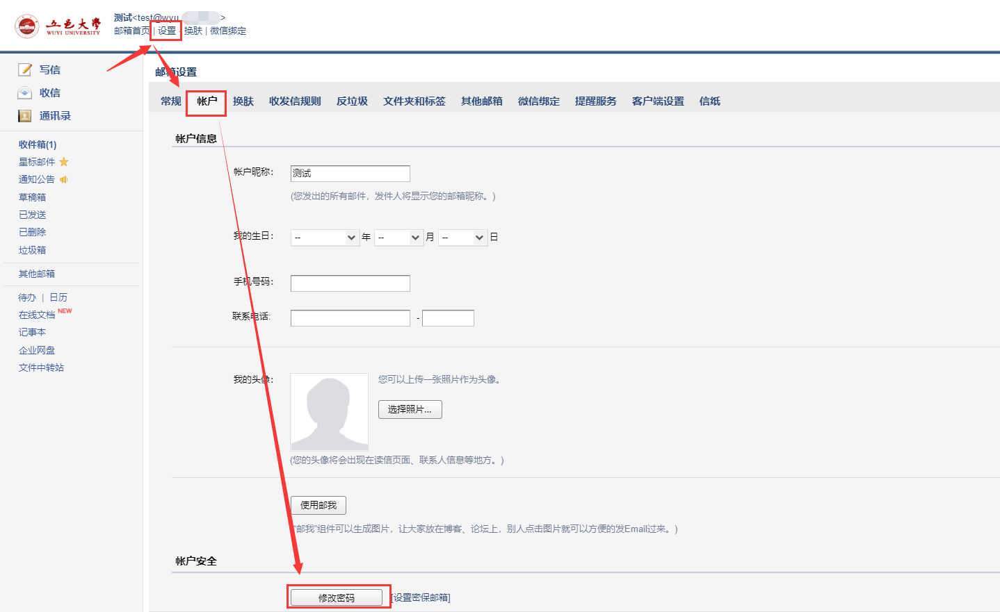 五邑大學
WUYI UNIVERSITY
测试<test@wyu.            >
邮箱首页 | 设置 - 换肤 | 微信绑定
写信
收信
通讯录
收件箱(1)
星标邮件
通知公告
草稿箱
已发送
已删除
垃圾箱
其他邮箱
待办 | 日历
在线文档 NEW
记事本
企业网盘
文件中转站
邮箱设置
常规 帐户 换肤 收发信规则 反垃圾 文件夹和标签 其他邮箱 微信绑定 提醒服务 客户端设置 信纸
帐户信息
帐户昵称： 测试
(您发出的所有邮件，发件人将显示您的邮箱昵称。)
我的生日： -- 年 -- 月 -- 日
手机号码：
联系电话: -
我的头像： 您可以上传一张照片作为头像。
选择照片...
(您的头像将会出现在读信页面、联系人信息等地方。)
使用邮我
“邮我”组件可以生成图片，让大家放在博客、论坛上，别人点击图片就可以方便的发Email过来。)
帐户安全
修改密码 [设置密保邮箱]